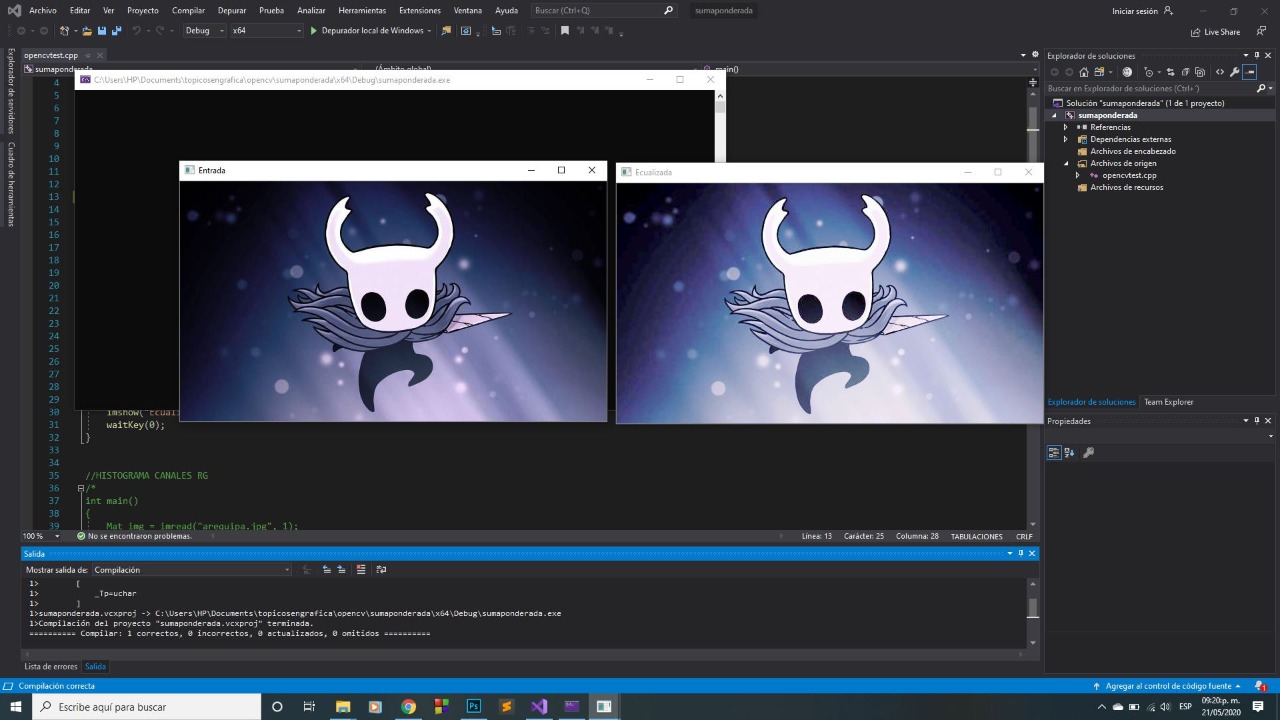 Archivo Editar Ver Proyecto Compilar Depurar Prueba Analizar Herramientas Extensiones Ventana Ayuda Buscar (Ctrl+Q) sumaponderada Iniciar sesión
Debug x64 Depurador local de Windows Live Share
Explorador de servidores
Cuadro de herramientas
opencvtest.cpp
sumaponderada (Ámbito global) main()
C:\Users\HP\Documents\topicosengrafica\opencv\sumaponderada\x64\Debug\sumaponderada.exe
Entrada
Ecualizada
4
5
6
7
8
9
10
11
12
13
14
15
16
17
18
19
20
21
22
23
24
25
26
27
28
29
30 imshow("Ecuali
31 waitKey(0);
32 }
33
34
35 //HISTOGRAMA CANALES RG
36 /*
37 int main()
38 {
39 Mat img = imread("arequipa.jpg", 1);
100 % No se encontraron problemas. Línea: 13 Carácter: 25 Columna: 28 TABULACIONES CRLF
Salida
Mostrar salida de: Compilación
1> [
1> _Tp=uchar
1> ]
1>sumaponderada.vcxproj -> C:\Users\HP\Documents\topicosengrafica\opencv\sumaponderada\x64\Debug\sumaponderada.exe
1>Compilación del proyecto "sumaponderada.vcxproj" terminada.
========== Compilar: 1 correctos, 0 incorrectos, 0 actualizados, 0 omitidos ==========
Lista de errores Salida
Explorador de soluciones
Buscar en Explorador de soluciones (Ctrl+´)
Solución "sumaponderada" (1 de 1 proyecto)
sumaponderada
Referencias
Dependencias externas
Archivos de encabezado
Archivos de origen
opencvtest.cpp
Archivos de recursos
Explorador de soluciones Team Explorer
Propiedades
Compilación correcta Agregar al control de código fuente 1
Escribe aquí para buscar Ps ESP 09:20 p. m.
21/05/2020